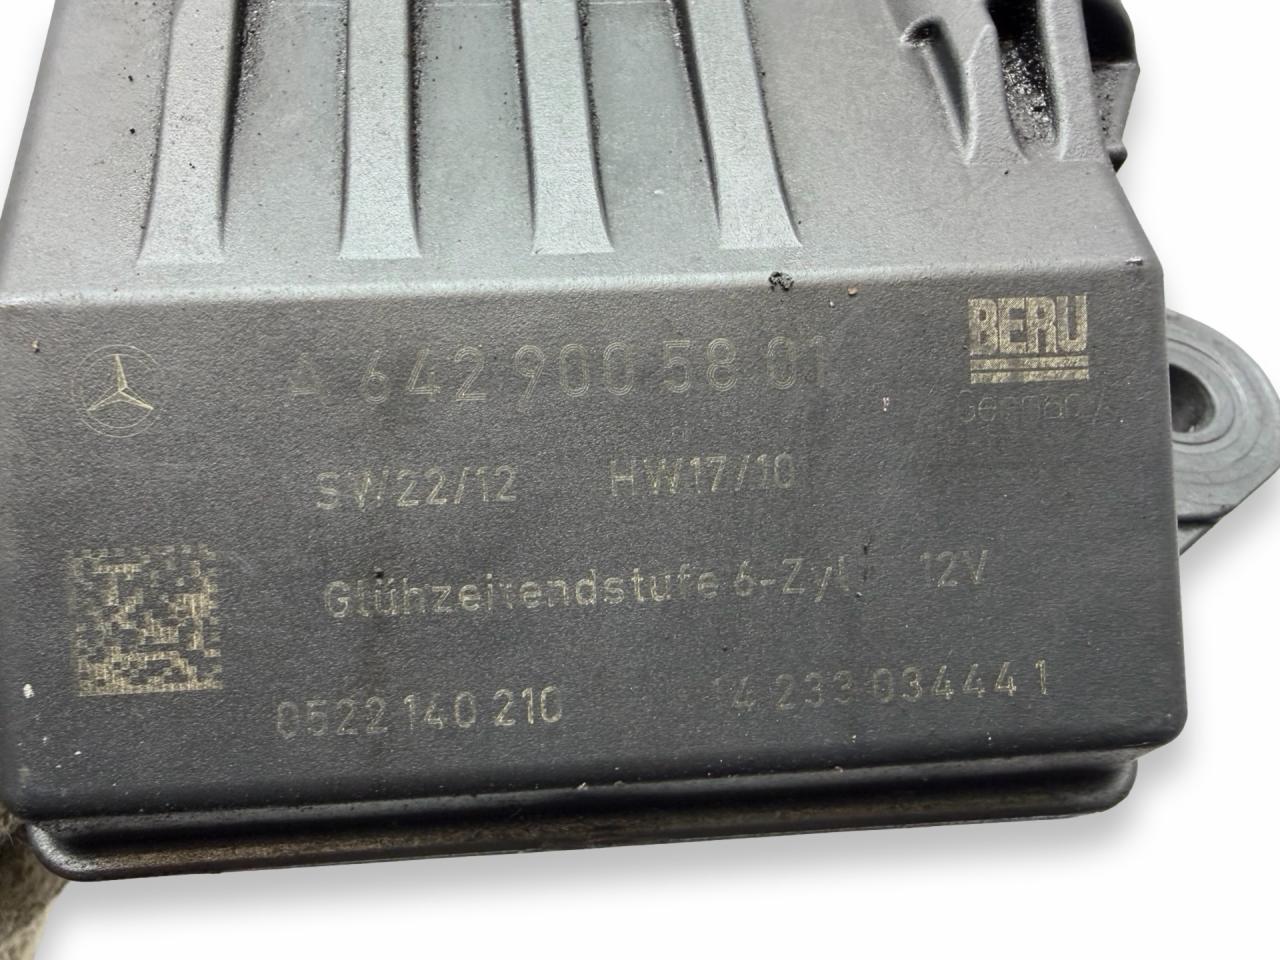 BERU
A 642 900 58 01
Germany
SW22/12 HW17/10
Glühzeitendstufe 6-Zyl 12V
0522 140 210 14 233 034444 1